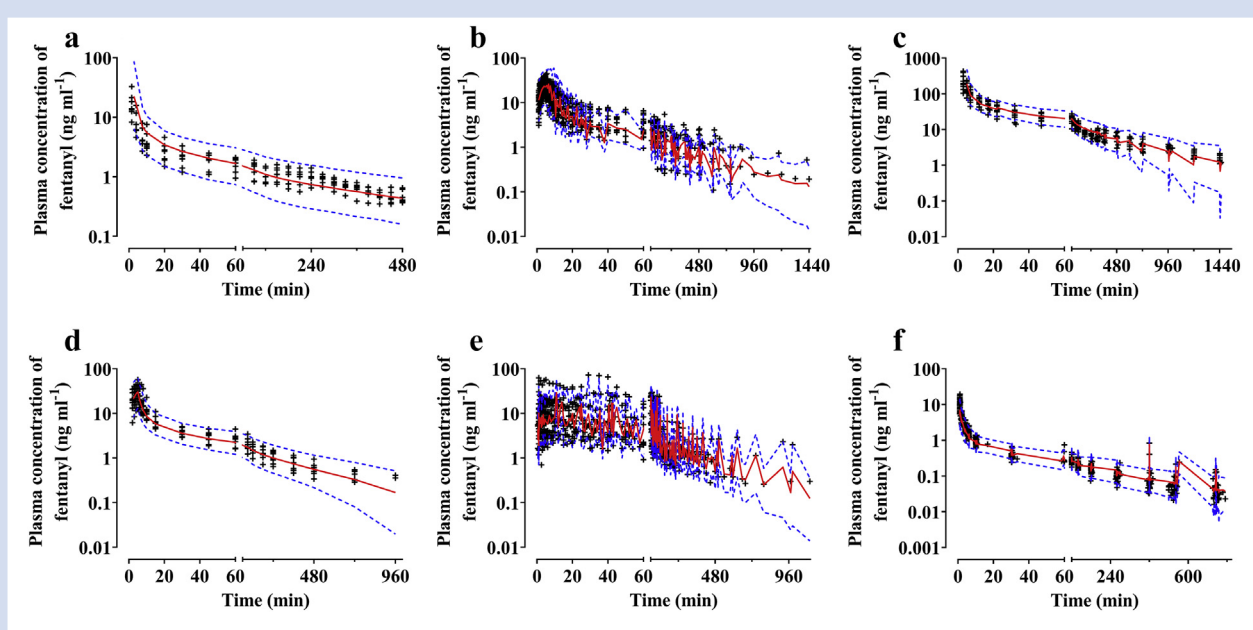 a
Plasma concentration of
fentanyl (ng ml⁻¹)
100
10
1
0.1
0 20 40 60 240 480
Time (min)
b
Plasma concentration of
fentanyl (ng ml⁻¹)
100
10
1
0.1
0.01
0 20 40 60 480 960 1440
Time (min)
c
Plasma concentration of
fentanyl (ng ml⁻¹)
1000
100
10
1
0.1
0.01
0 20 40 60 480 960 1440
Time (min)
d
Plasma concentration of
fentanyl (ng ml⁻¹)
100
10
1
0.1
0.01
0 20 40 60 480 960
Time (min)
e
Plasma concentration of
fentanyl (ng ml⁻¹)
100
10
1
0.1
0.01
0 20 40 60 480 960
Time (min)
f
Plasma concentration of
fentanyl (ng ml⁻¹)
100
10
1
0.1
0.01
0.001
0 20 40 60 240 600
Time (min)